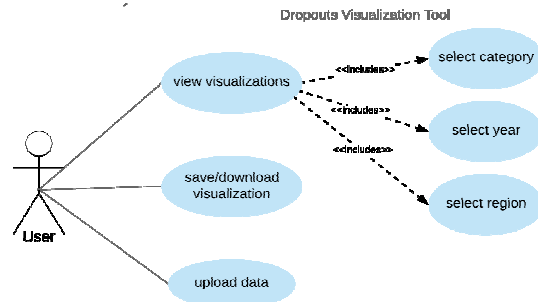 Dropouts Visualization Tool
select category
<<includes>>
view visualizations
<<includes>>
select year
<<includes>>
save/download
visualization
select region
User
upload data